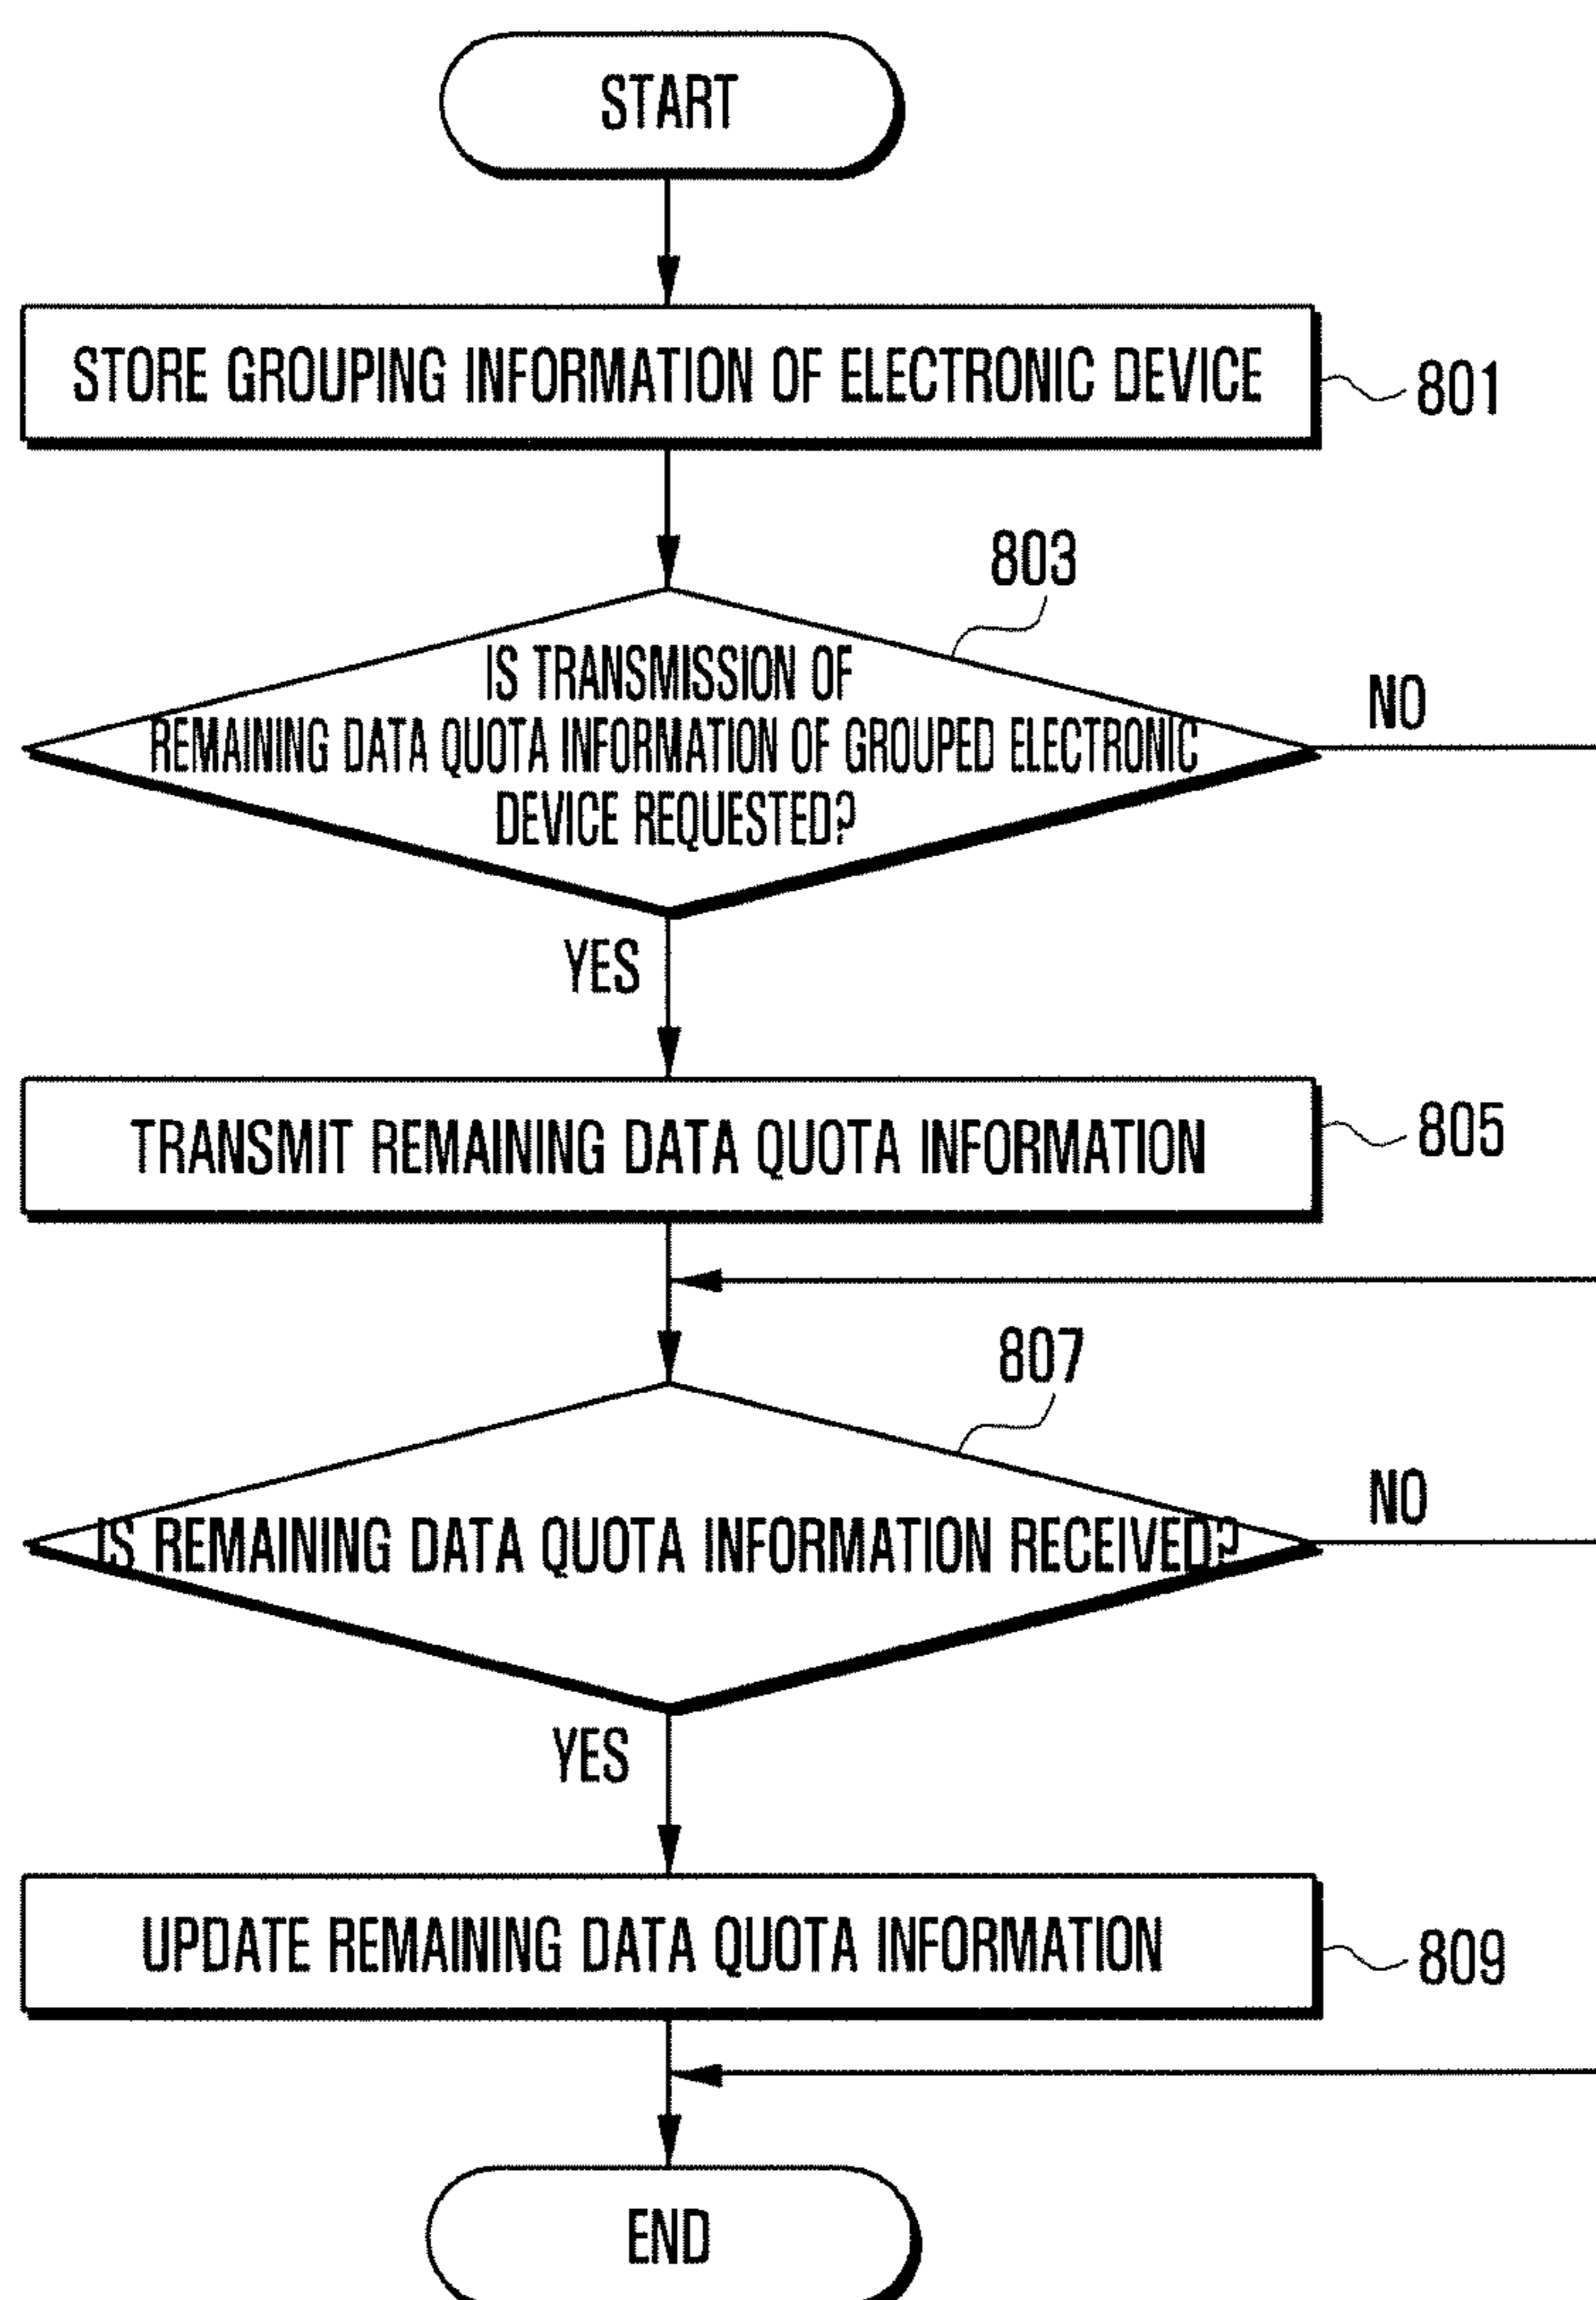 START
STORE GROUPING INFORMATION OF ELECTRONIC DEVICE
801
803
IS TRANSMISSION OF
REMAINING DATA QUOTA INFORMATION OF GROUPED ELECTRONIC
DEVICE REQUESTED?
NO
YES
TRANSMIT REMAINING DATA QUOTA INFORMATION
805
807
IS REMAINING DATA QUOTA INFORMATION RECEIVED?
NO
YES
UPDATE REMAINING DATA QUOTA INFORMATION
809
END